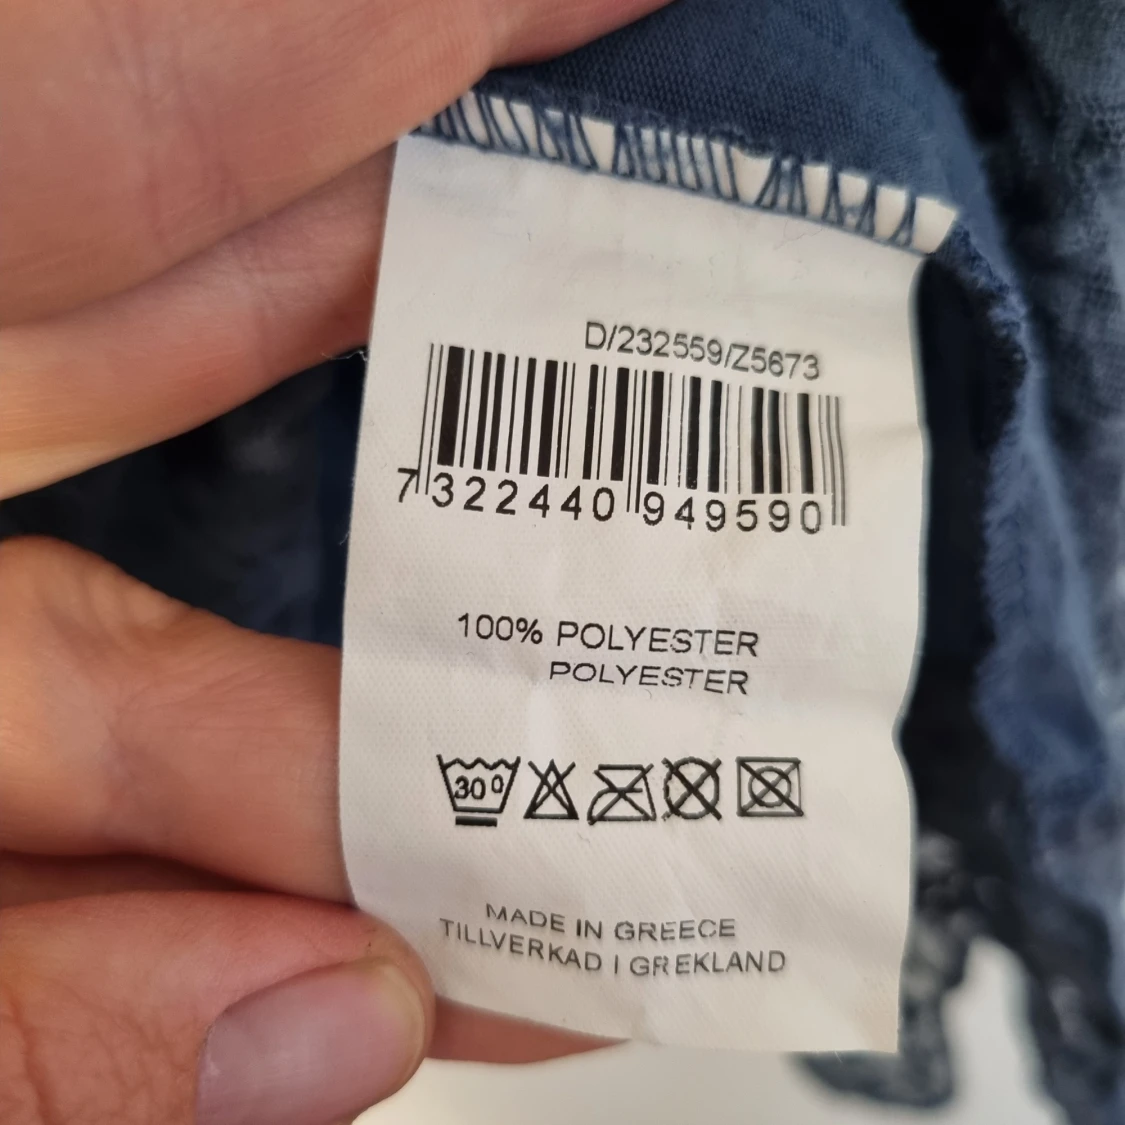 D/232559/Z5673
7 322440 949590
100% POLYESTER
POLYESTER
30°
MADE IN GREECE
TILLVERKAD I GREKLAND